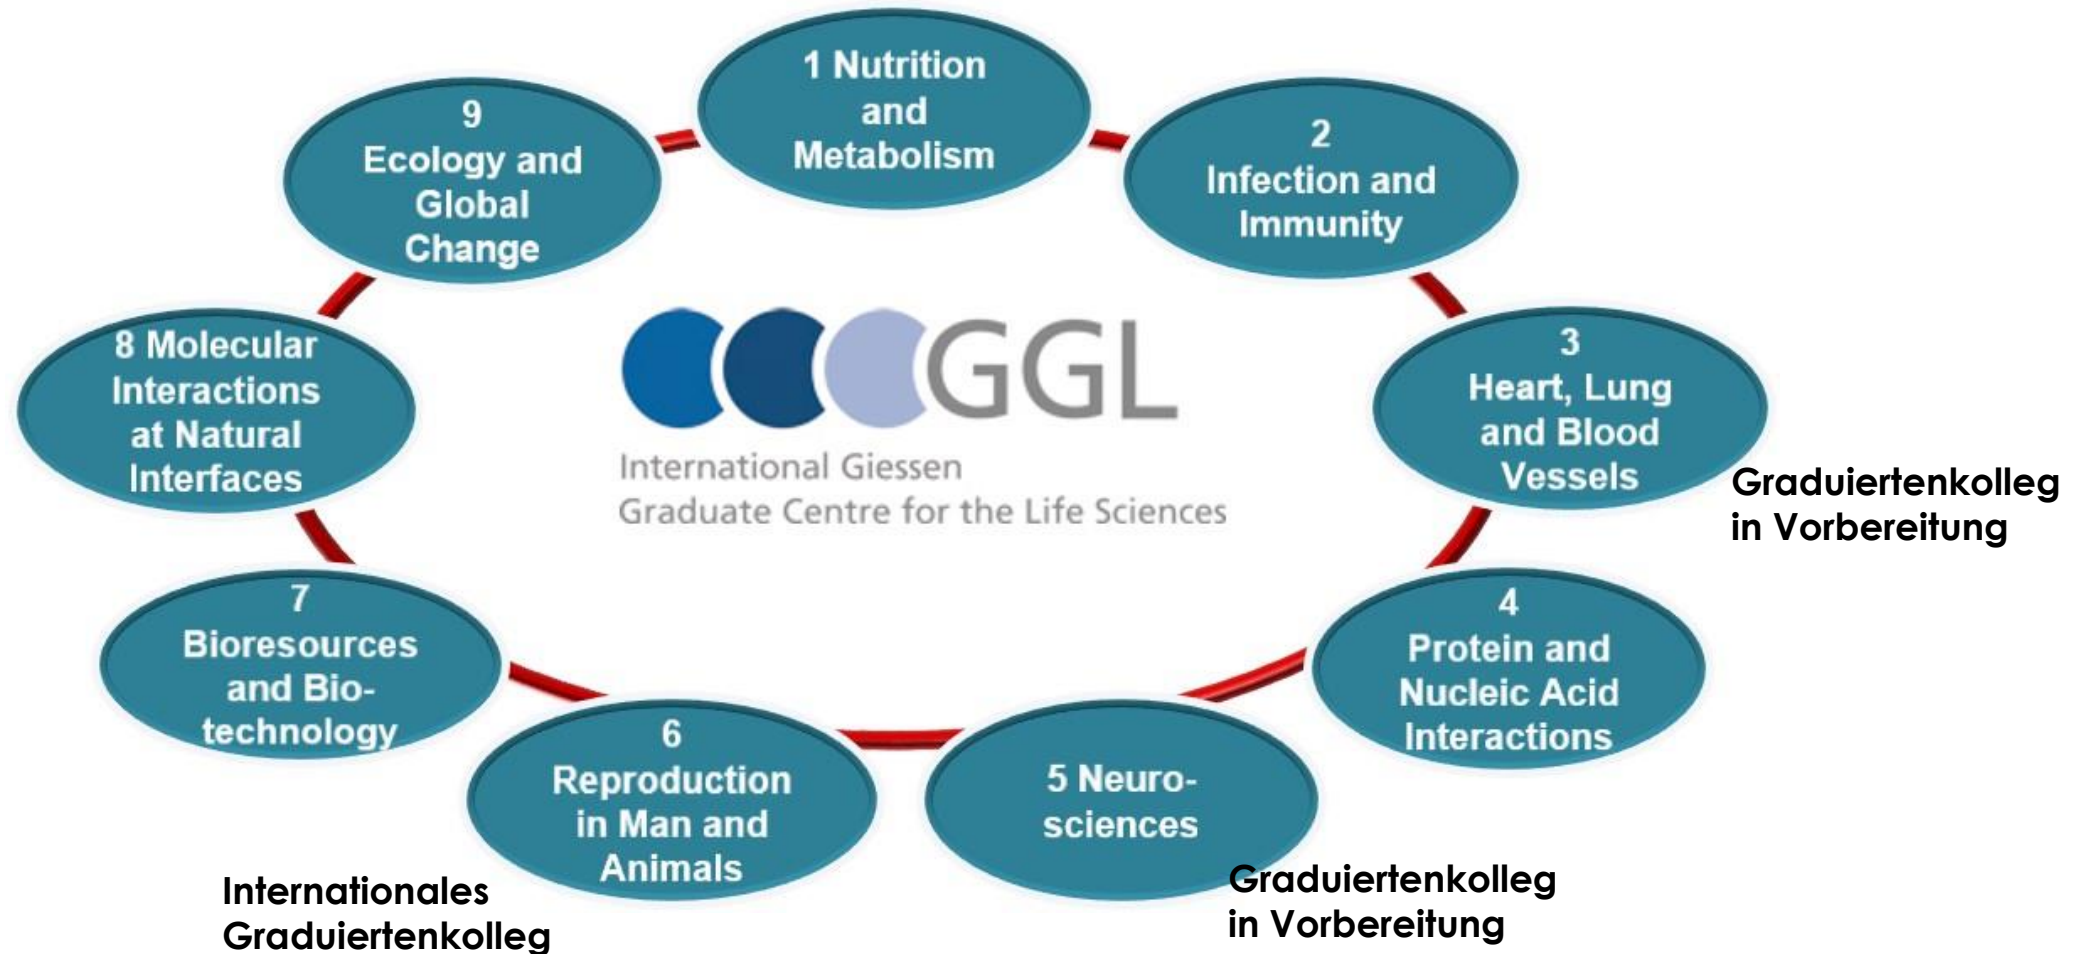 1 Nutrition
and
Metabolism
2
Infection and
Immunity
3
Heart, Lung
and Blood
Vessels
Graduiertenkolleg
in Vorbereitung
4
Protein and
Nucleic Acid
Interactions
5 Neuro-
sciences
Graduiertenkolleg
in Vorbereitung
6
Reproduction
in Man and
Animals
Internationales
Graduiertenkolleg
7
Bioresources
and Bio-
technology
8 Molecular
Interactions
at Natural
Interfaces
9
Ecology and
Global
Change
GGL
International Giessen
Graduate Centre for the Life Sciences